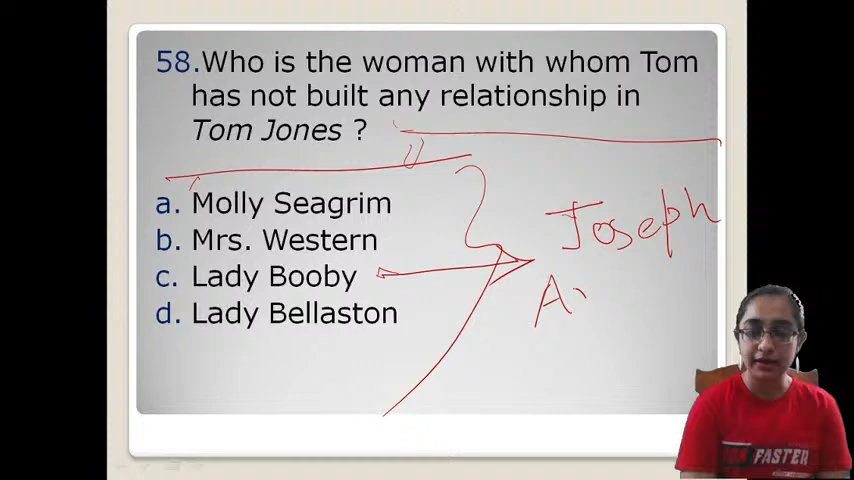 58.Who is the woman with whom Tom
has not built any relationship in
Tom Jones ?
a. Molly Seagrim
b. Mrs. Western
c. Lady Booby
d. Lady Bellaston
Joseph
A
FASTER